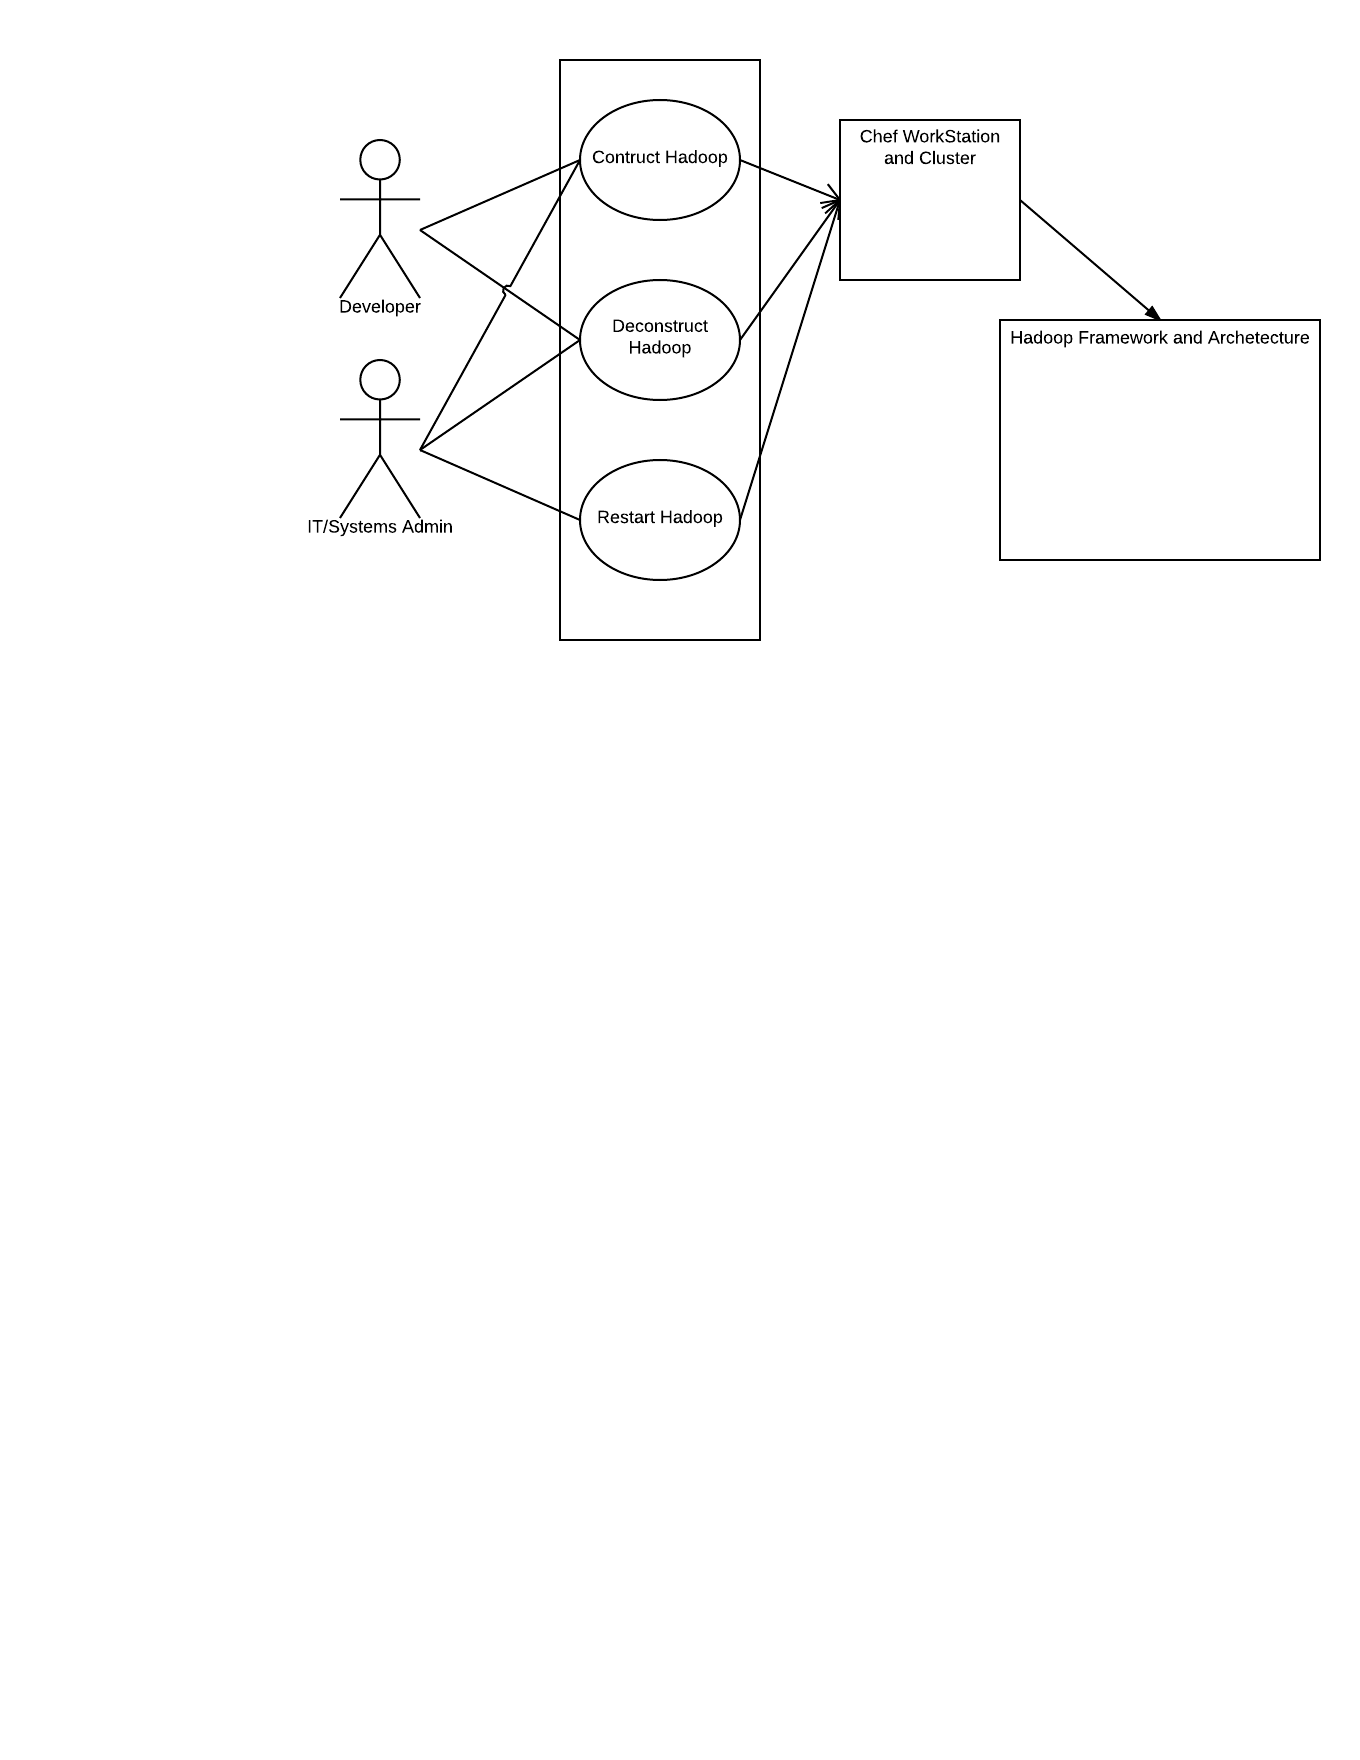 Contruct Hadoop
Chef WorkStation
and Cluster
Developer
Deconstruct
Hadoop
Hadoop Framework and Archetecture
IT/Systems Admin
Restart Hadoop